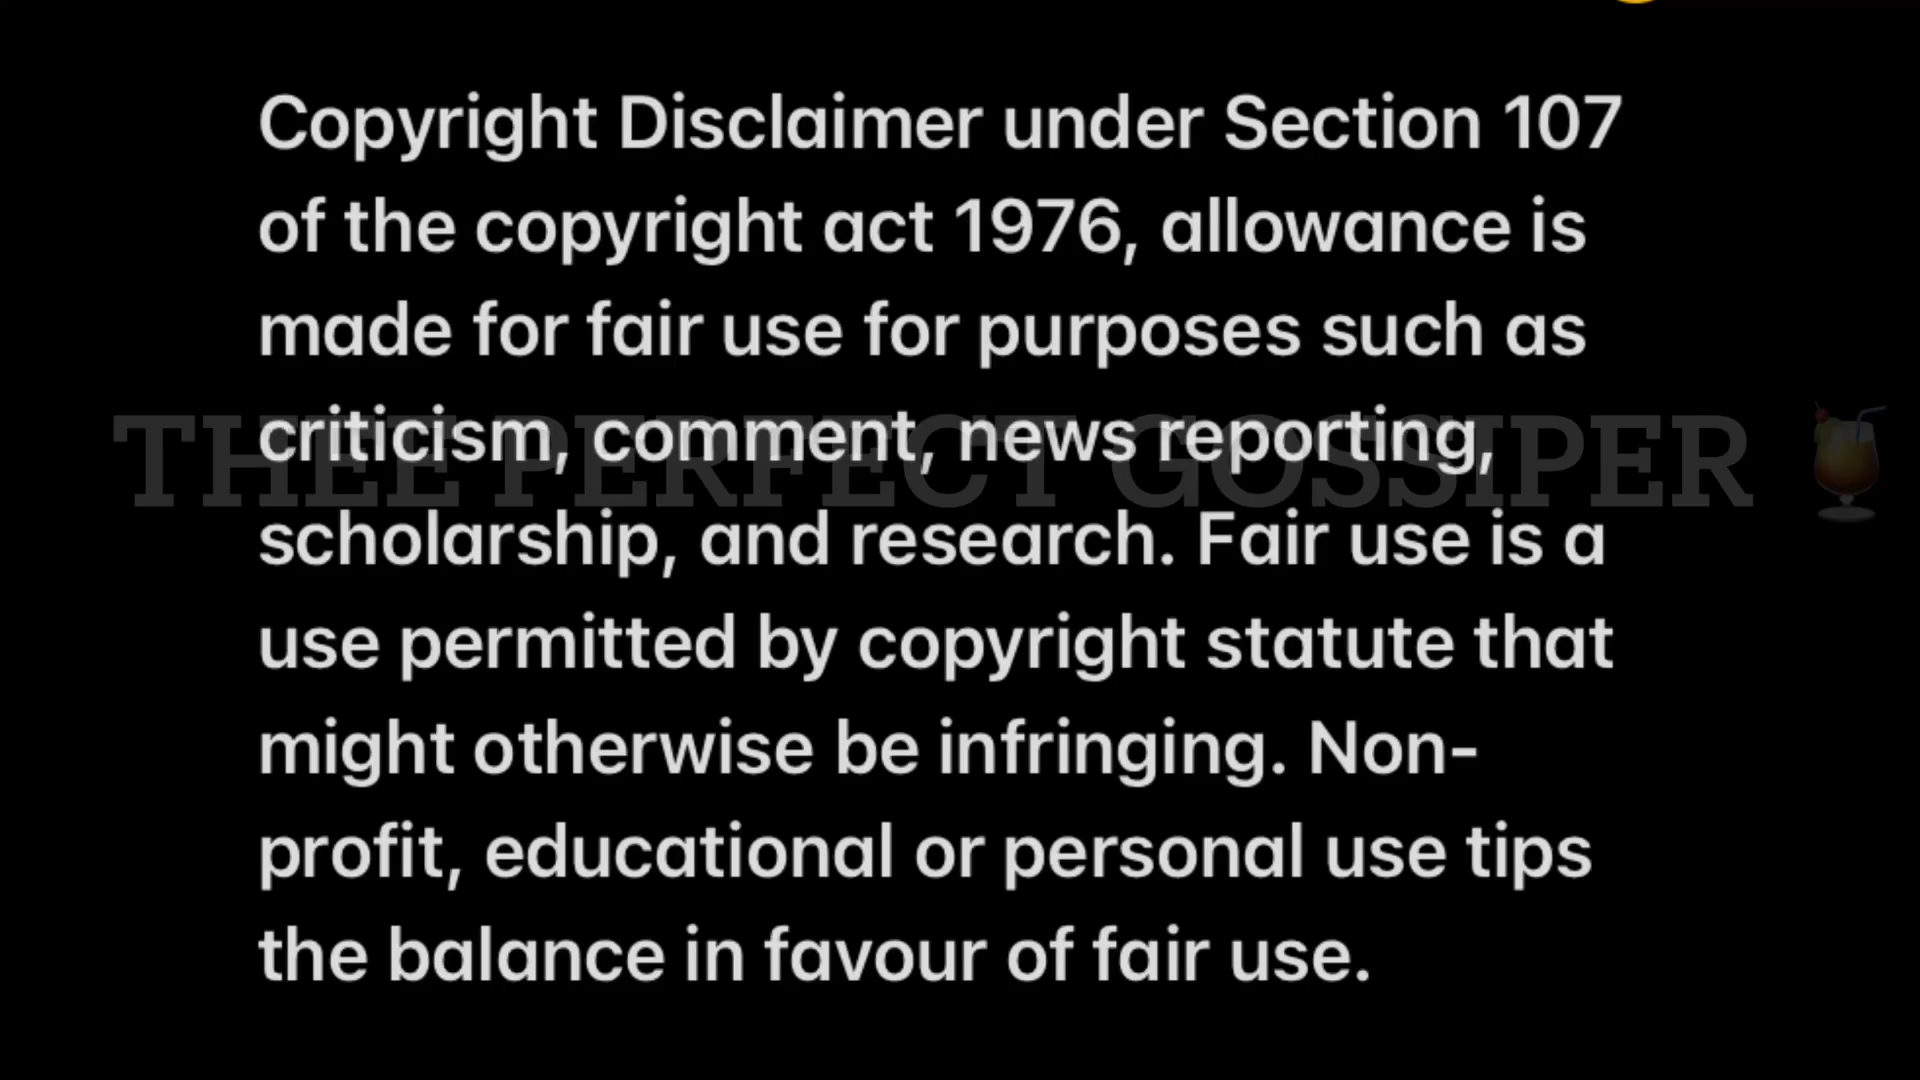 Copyright Disclaimer under Section 107
of the copyright act 1976, allowance is
made for fair use for purposes such as
criticism, comment, news reporting,
THEE PERFECT GOSSIPER
scholarship, and research. Fair use is a
use permitted by copyright statute that
might otherwise be infringing. Non-
profit, educational or personal use tips
the balance in favour of fair use.